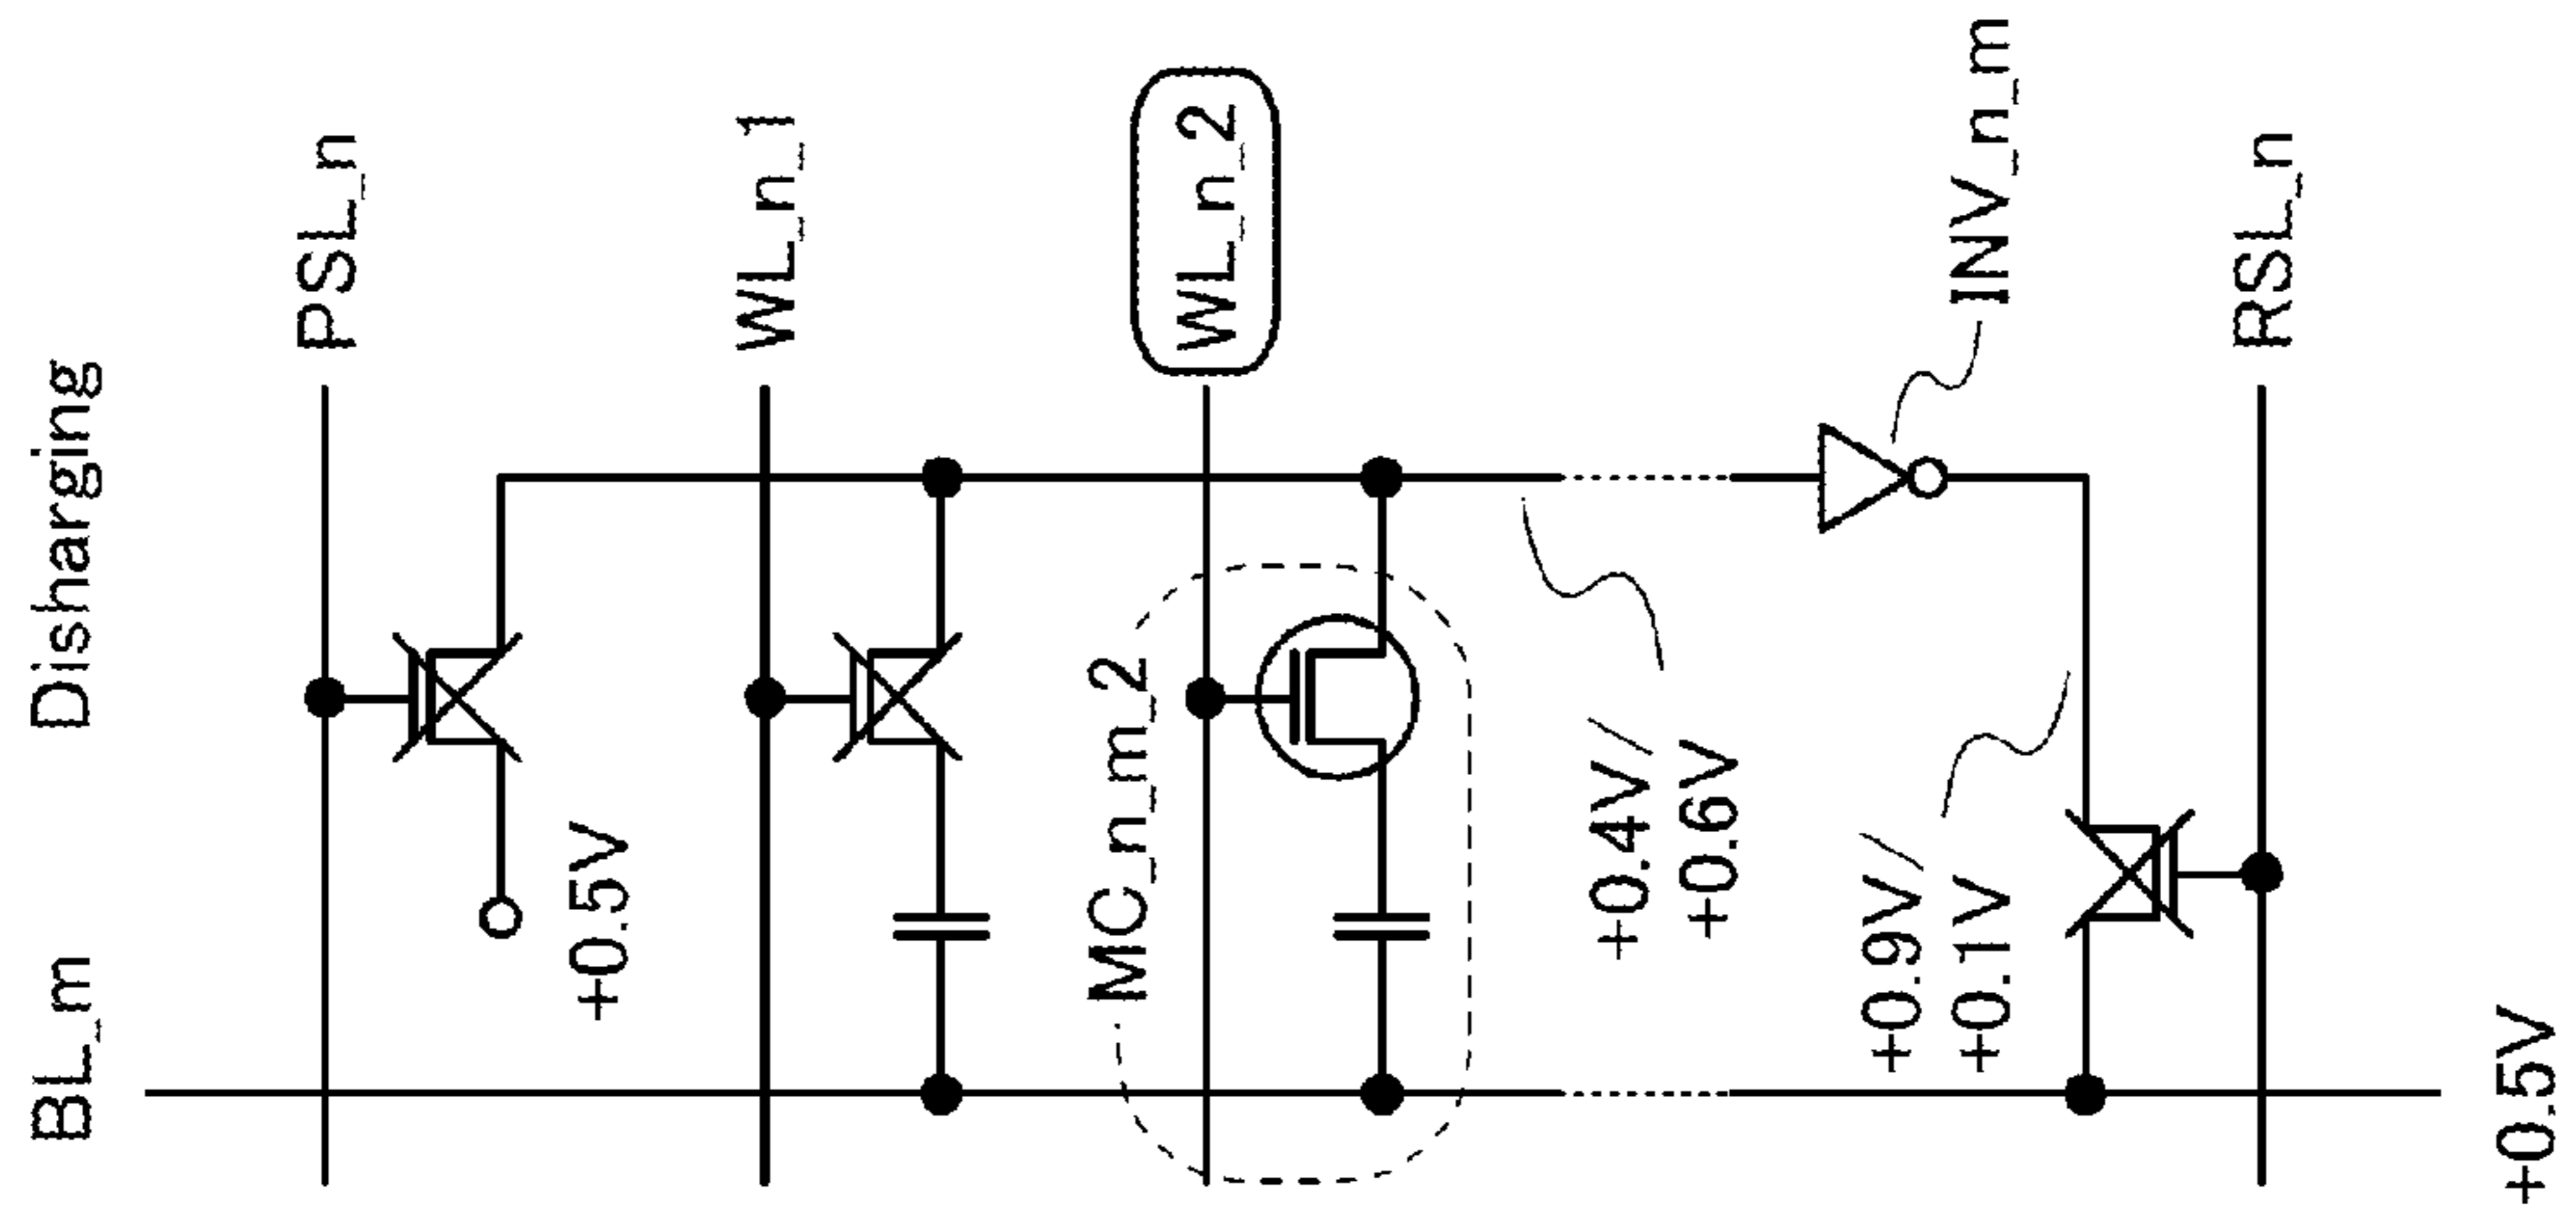 Disharging
BL_m
PSL_n
+0.5V
WL_n_1
WL_n_2
MC_n_m_2
+0.4V/
+0.6V
INV_n_m
+0.9V/
+0.1V
RSL_n
+0.5V